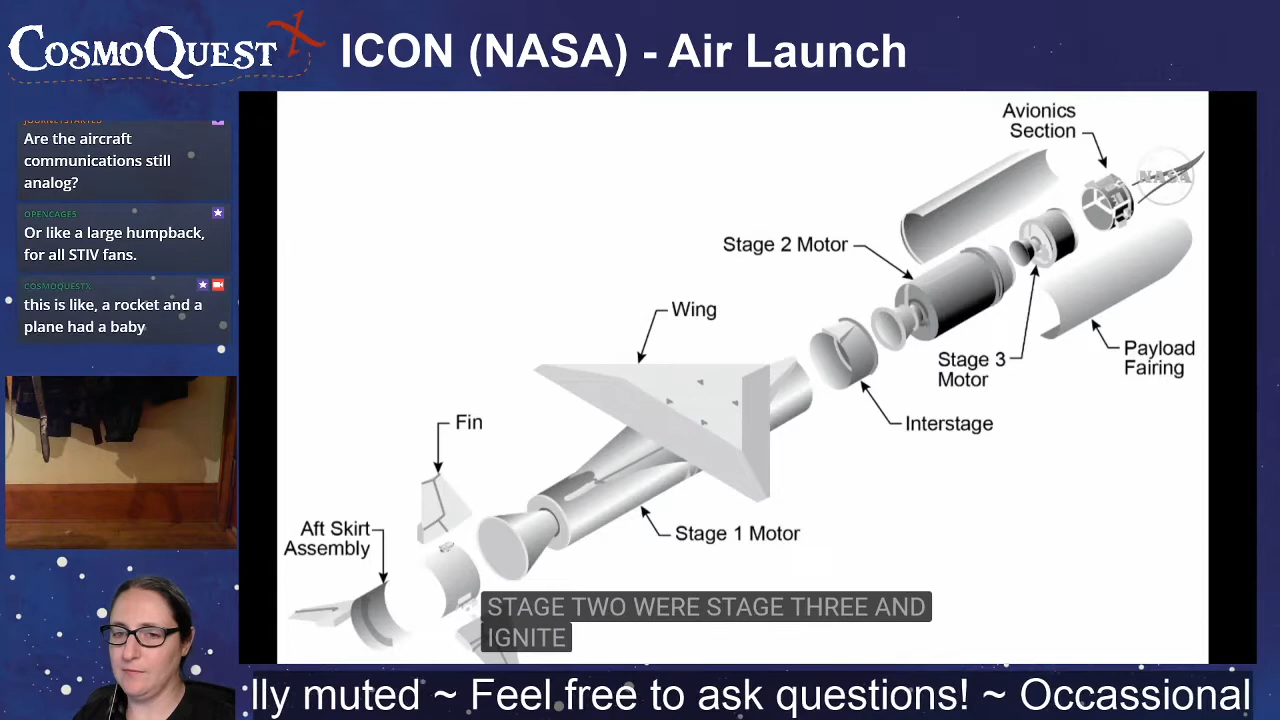 COSMOQUESTX
ICON (NASA) - Air Launch
JOURNEYSTARTED
Are the aircraft
communications still
analog?
OPENCAGES
Or like a large humpback,
for all STIV fans.
COSMOQUESTX
this is like, a rocket and a
plane had a baby
Avionics
Section
NASA
Stage 2 Motor
Wing
Stage 3
Motor
Payload
Fairing
Interstage
Fin
Stage 1 Motor
Aft Skirt
Assembly
STAGE TWO WERE STAGE THREE AND
IGNITE
lly muted ~ Feel free to ask questions! ~ Occassional